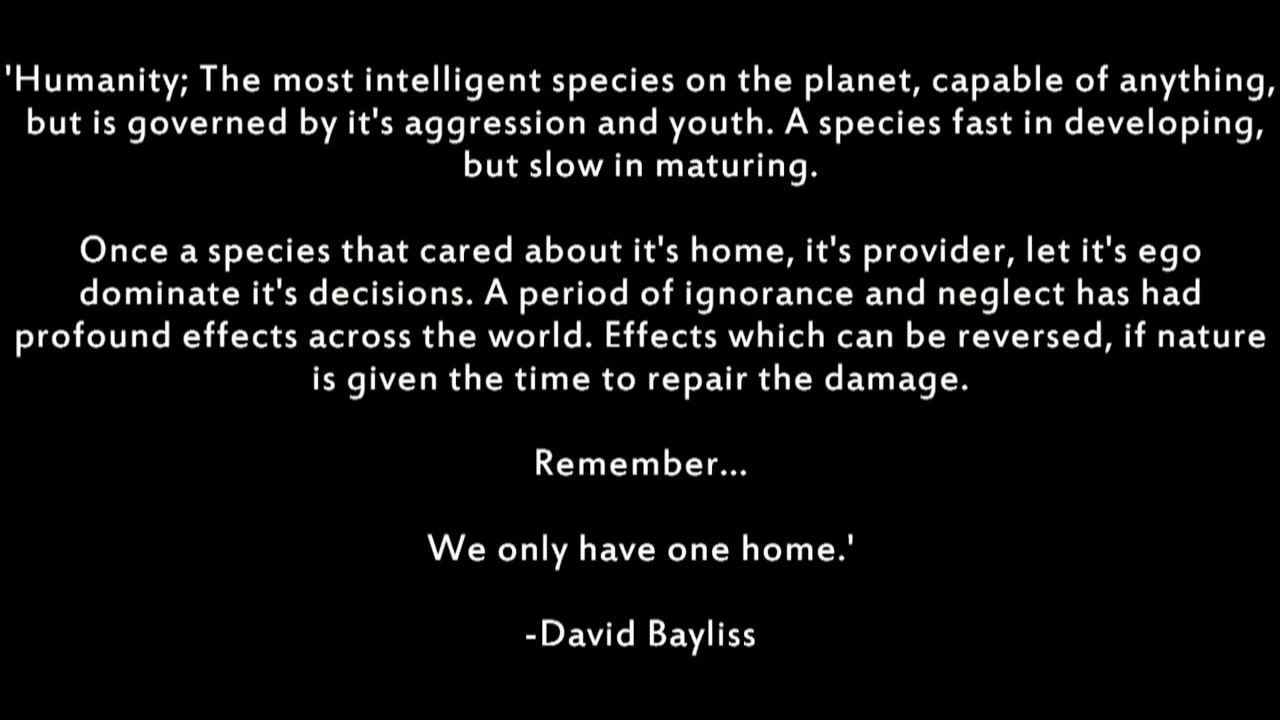 'Humanity; The most intelligent species on the planet, capable of anything,
but is governed by it's aggression and youth. A species fast in developing,
but slow in maturing.
Once a species that cared about it's home, it's provider, let it's ego
dominate it's decisions. A period of ignorance and neglect has had
profound effects across the world. Effects which can be reversed, if nature
is given the time to repair the damage.
Remember...
We only have one home.'
-David Bayliss